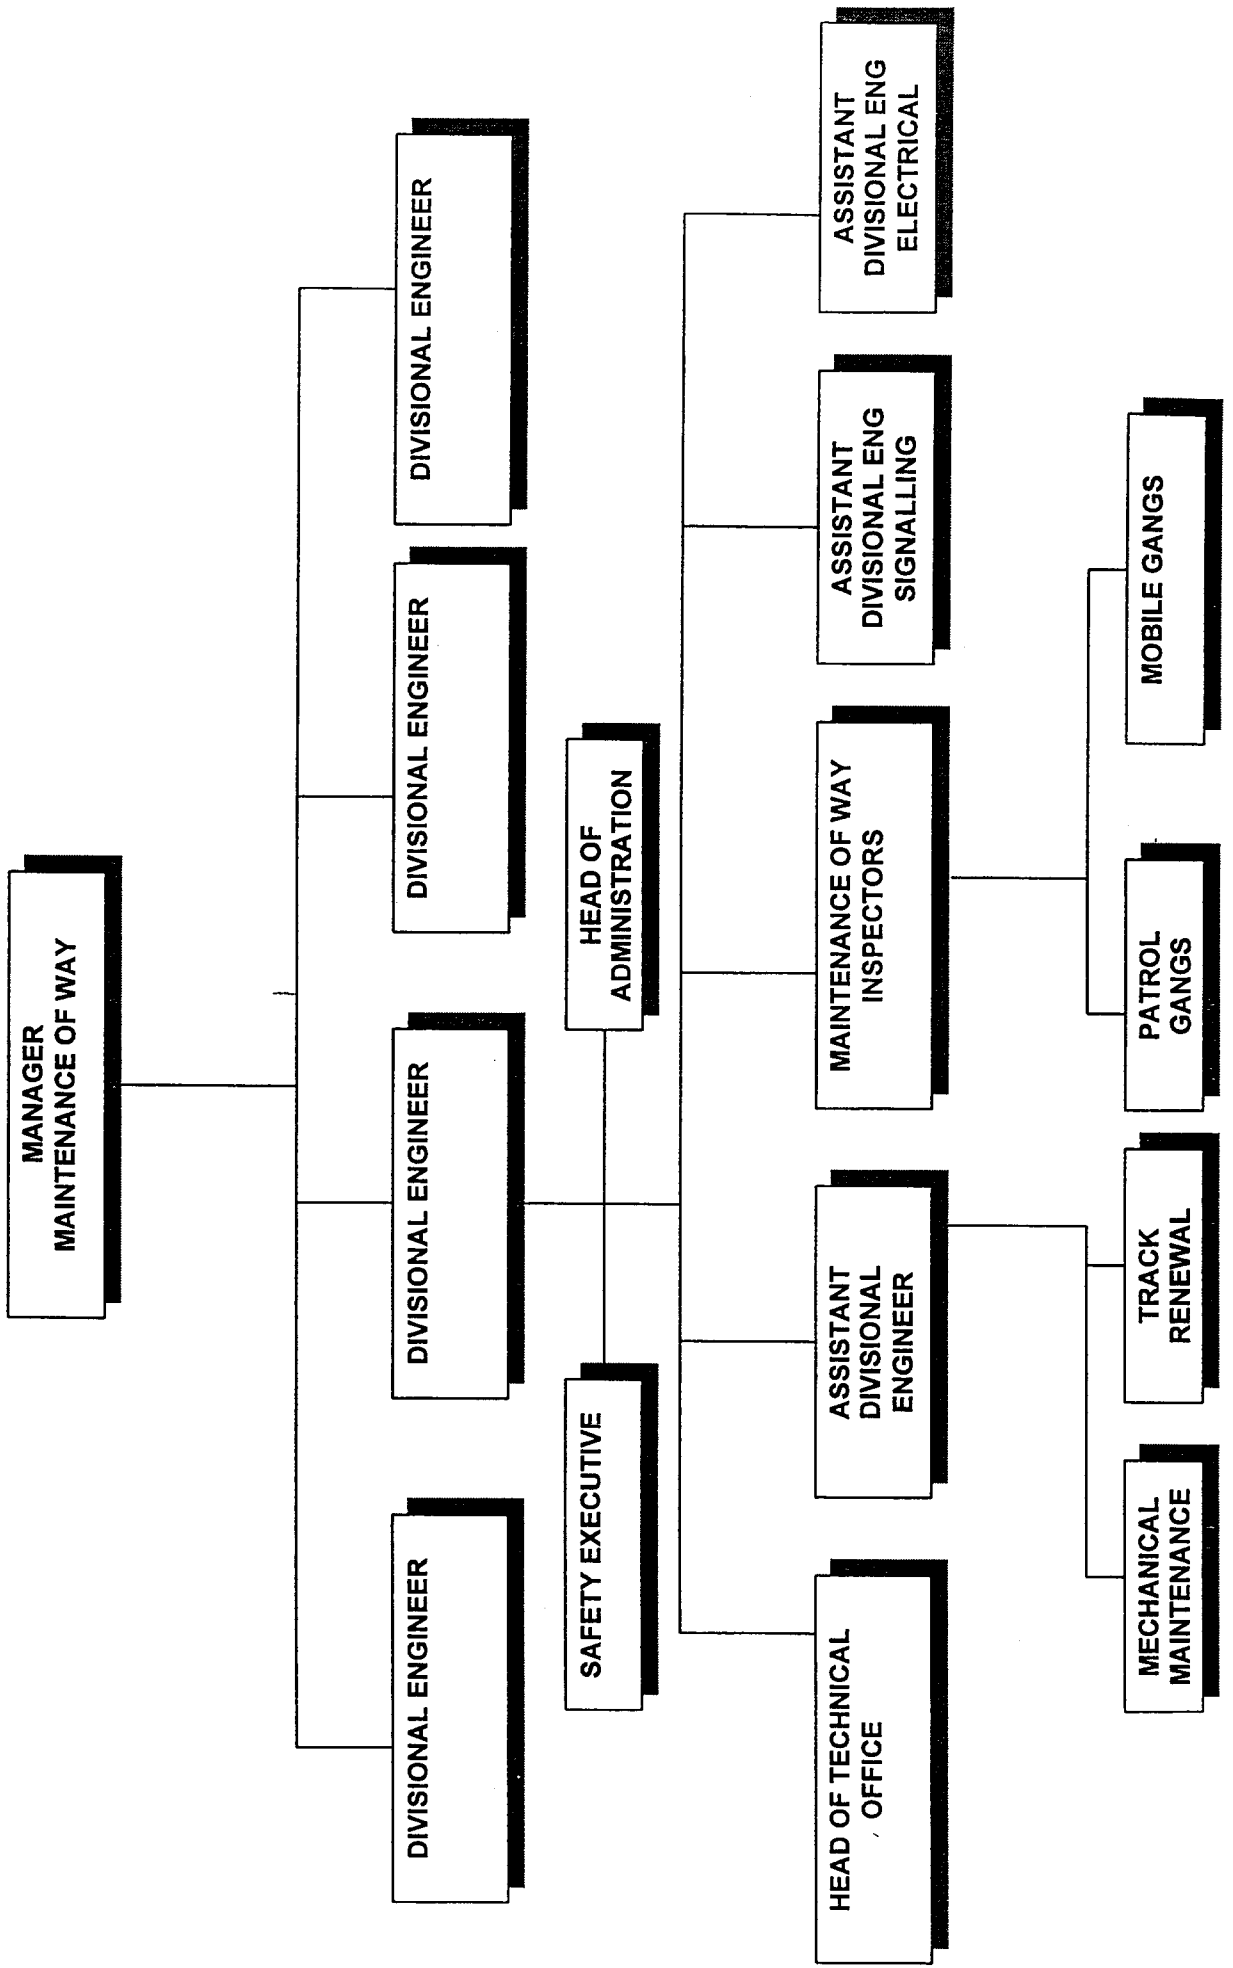 MANAGER
MAINTENANCE OF WAY
DIVISIONAL ENGINEER
DIVISIONAL ENGINEER
DIVISIONAL ENGINEER
DIVISIONAL ENGINEER
SAFETY EXECUTIVE
HEAD OF
ADMINISTRATION
HEAD OF TECHNICAL
OFFICE
ASSISTANT
DIVISIONAL
ENGINEER
MAINTENANCE OF WAY
INSPECTORS
ASSISTANT
DIVISIONAL ENG
SIGNALLING
ASSISTANT
DIVISIONAL ENG
ELECTRICAL
MECHANICAL
MAINTENANCE
TRACK
RENEWAL
PATROL
GANGS
MOBILE GANGS